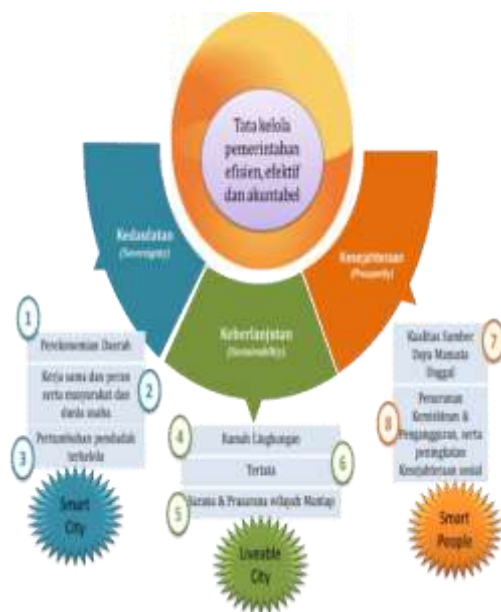 Tata kelola
pemerintahan
efisien, efektif
dan akuntabel
Kedaulatan
(Sovereignty)
Keberlanjutan
(Sustainability)
Kesejahteraan
(Prosperity)
1
Perekonomian Daerah
Kerja sama dan peran
serta masyarakat dan
dunia usaha
2
Pertumbuhan penduduk
terkelola
3
Smart
City
4
Ramah Lingkungan
Tertata
6
5
Sarana & Prasarana wilayah Mantap
Liveable
City
Kualitas Sumber
Daya Manusia
Unggul
7
8
Penurunan
Kemiskinan &
Pengangguran, serta
peningkatan
Kesejahteraan sosial
Smart
People